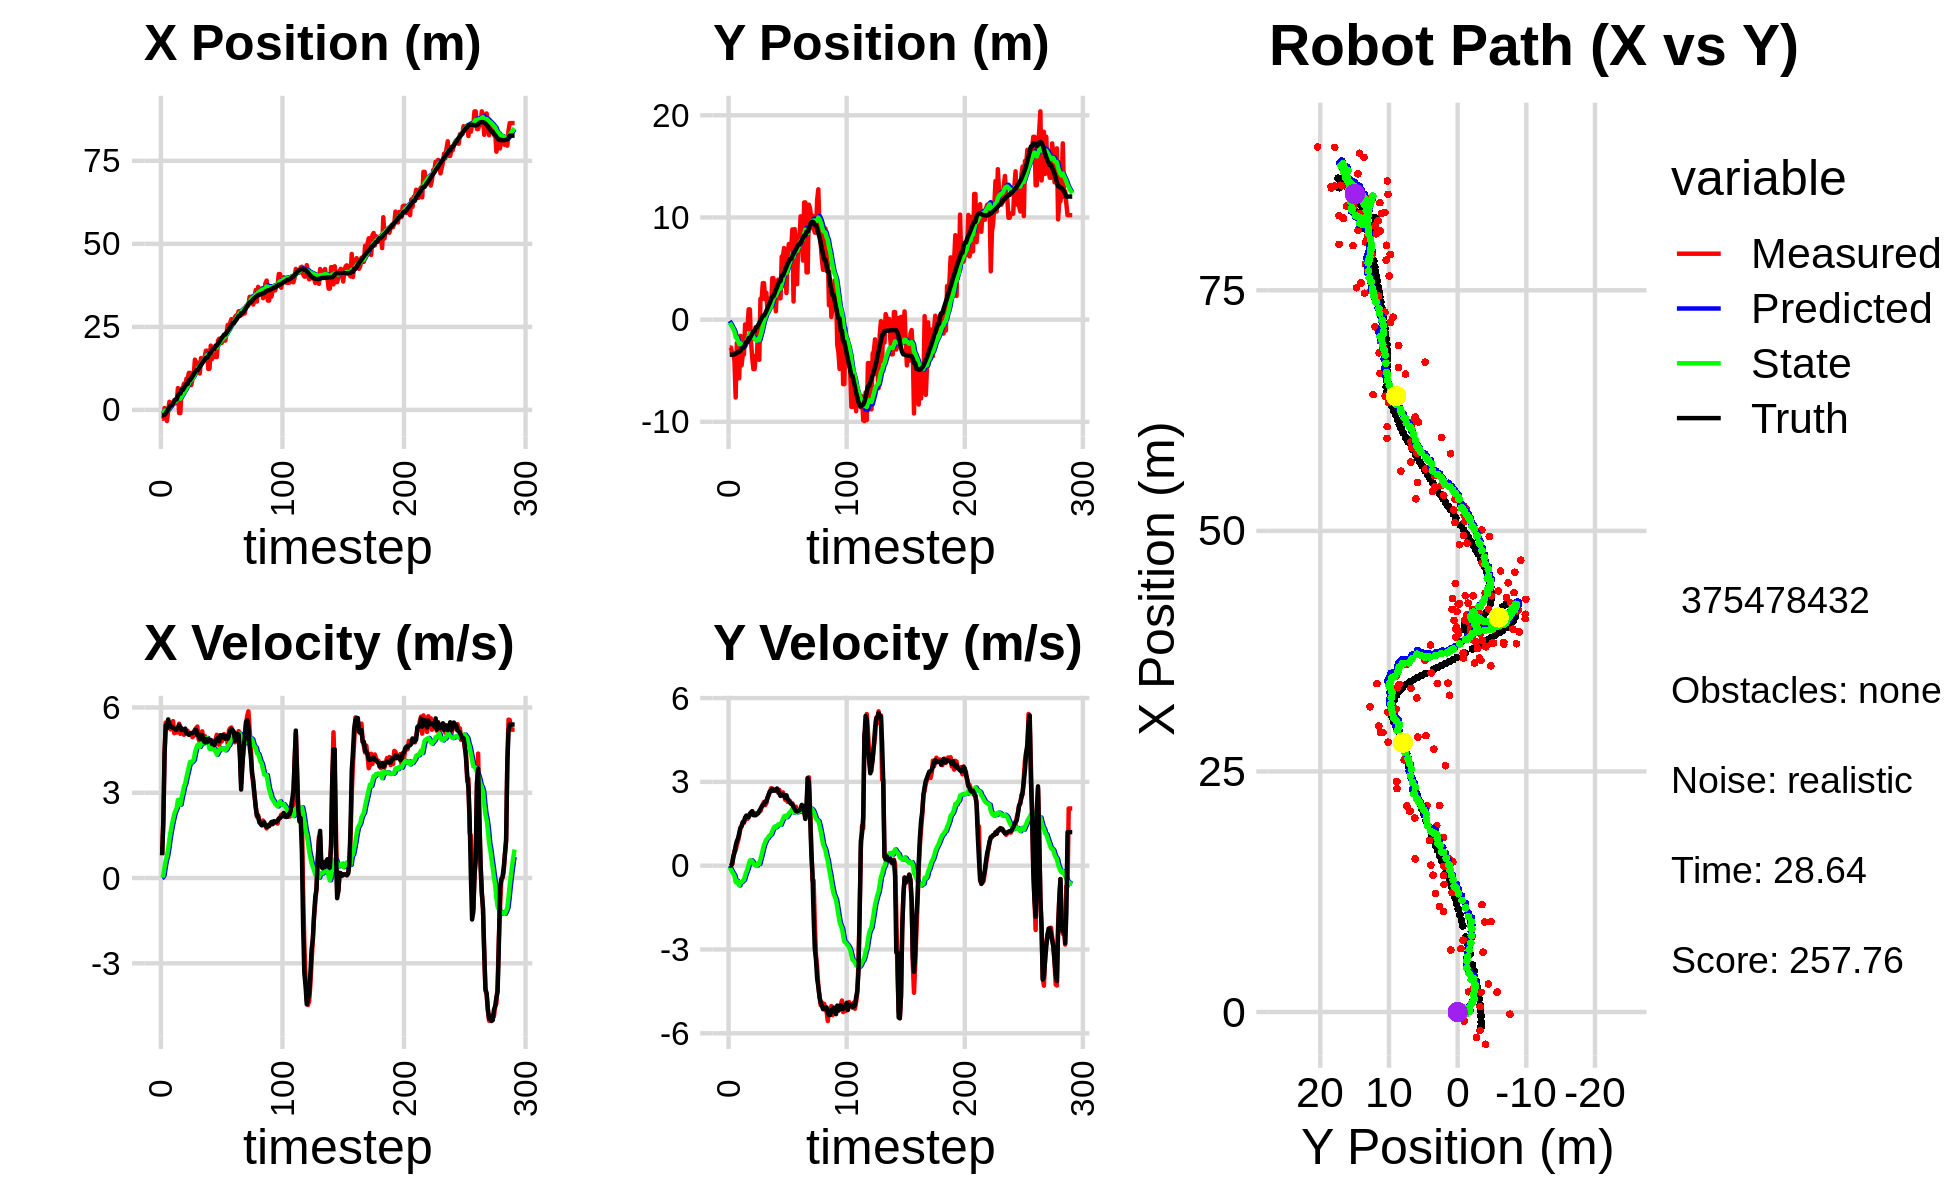 X Position (m)
75
50
25
0
0
100
200
300
timestep
Y Position (m)
20
10
0
-10
0
100
200
300
timestep
X Velocity (m/s)
6
3
0
-3
0
100
200
300
timestep
Y Velocity (m/s)
6
3
0
-3
-6
0
100
200
300
timestep
Robot Path (X vs Y)
X Position (m)
75
50
25
0
20 10 0 -10 -20
Y Position (m)
variable
Measured
Predicted
State
Truth
375478432
Obstacles: none
Noise: realistic
Time: 28.64
Score: 257.76